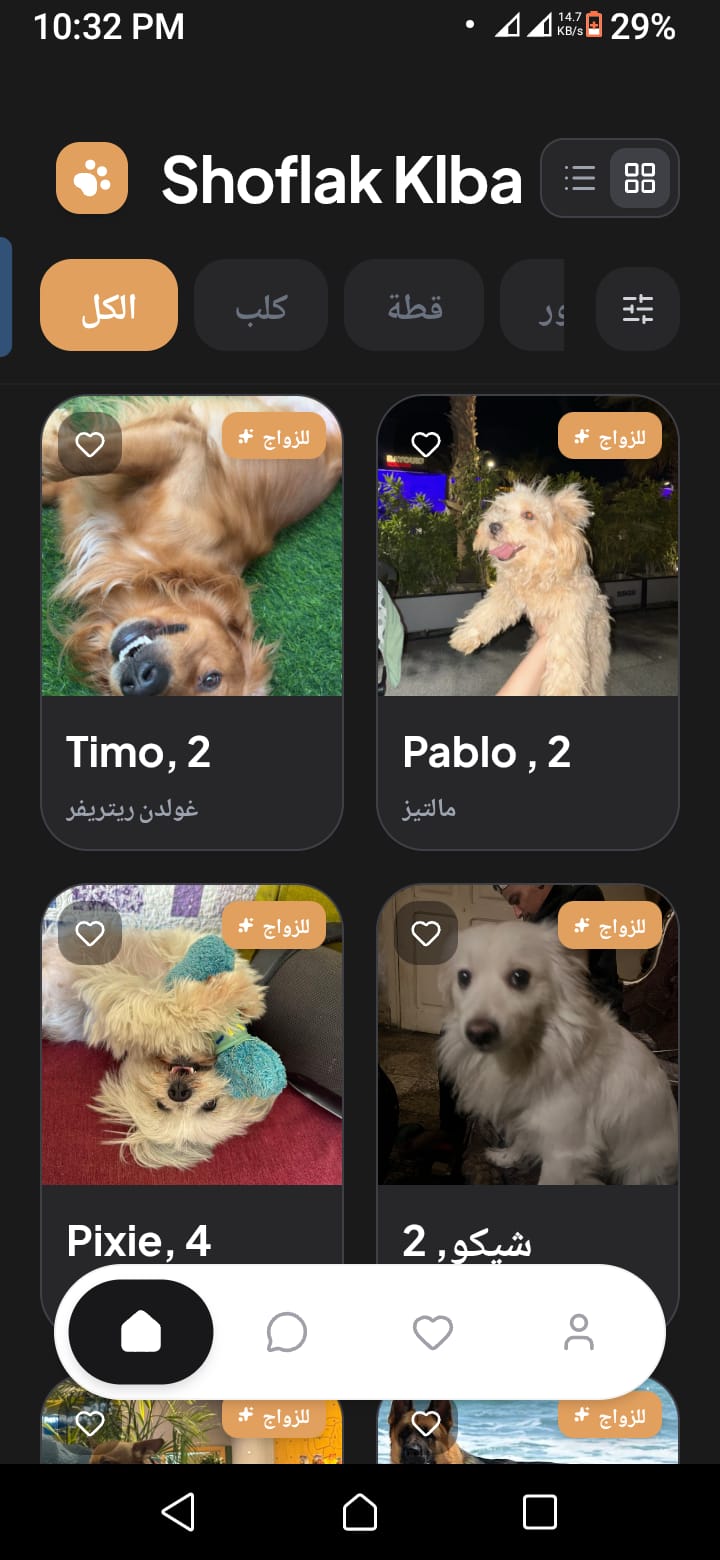 10:32 PM
14.7
KB/s
29%
Shoflak Klba
الكل
كلب
قطة
ور
للزواج
للزواج
Timo, 2
Pablo , 2
غولدن ريتريفر
مالتيز
للزواج
للزواج
Pixie, 4
شيكو, 2
للزواج
للزواج